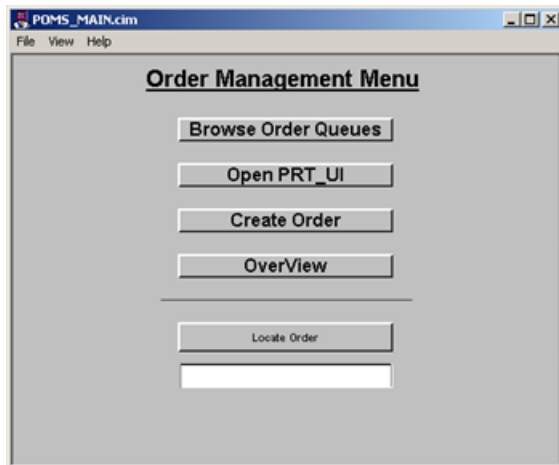 POMS_MAIN.cim
File View Help
Order Management Menu
Browse Order Queues
Open PRT_UI
Create Order
OverView
Locate Order